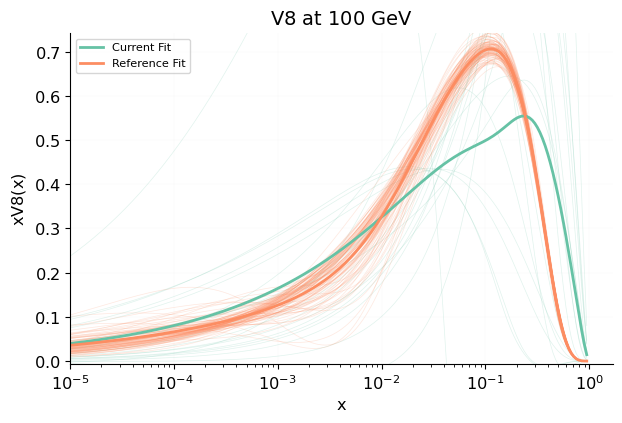 V8 at 100 GeV
Current Fit
Reference Fit
xV8(x)
0.7
0.6
0.5
0.4
0.3
0.2
0.1
0.0
10⁻⁵
10⁻⁴
10⁻³
10⁻²
10⁻¹
10⁰
x